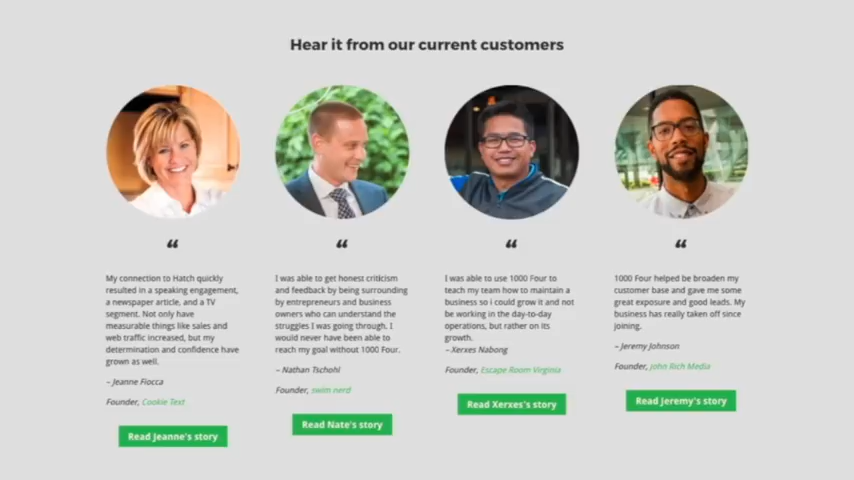 Hear it from our current customers
“
My connection to Hatch quickly
resulted in a speaking engagement,
a newspaper article, and a TV
segment. Not only have
measurable things like sales and
web traffic increased, but my
determination and confidence have
grown as well.
– Jeanne Fiocca
Founder, Cookie Text
Read Jeanne's story
“
I was able to get honest criticism
and feedback by being surrounding
by entrepreneurs and business
owners who can understand the
struggles I was going through. I
would never have been able to
reach my goal without 1000 Four.
– Nathan Tschohl
Founder, swim nerd
Read Nate's story
“
I was able to use 1000 Four to
teach my team how to maintain a
business so i could grow it and not
be working in the day-to-day
operations, but rather on its
growth.
– Xerxes Nabong
Founder, Escape Room Virginia
Read Xerxes's story
“
1000 Four helped be broaden my
customer base and gave me some
great exposure and good leads. My
business has really taken off since
joining.
– Jeremy Johnson
Founder, John Rich Media
Read Jeremy's story